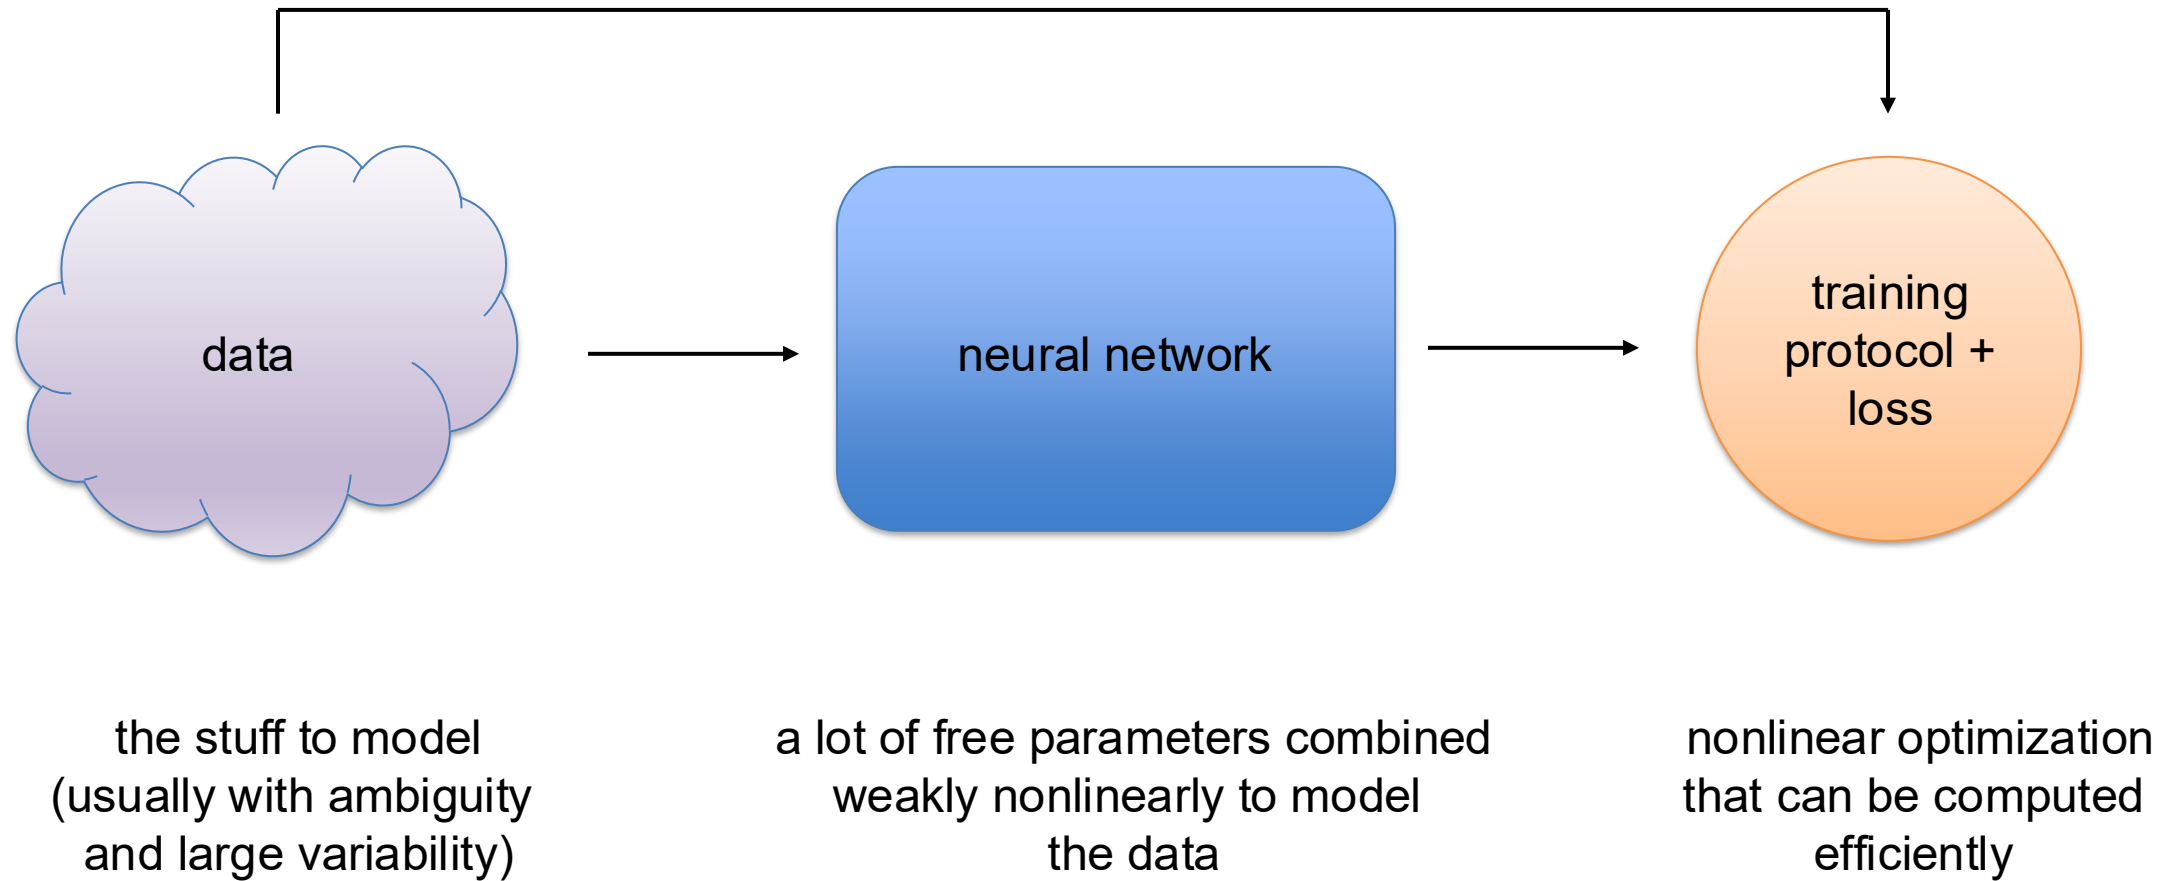 data
neural network
training
protocol +
loss
the stuff to model
(usually with ambiguity
and large variability)
a lot of free parameters combined
weakly nonlinearly to model
the data
nonlinear optimization
that can be computed
efficiently